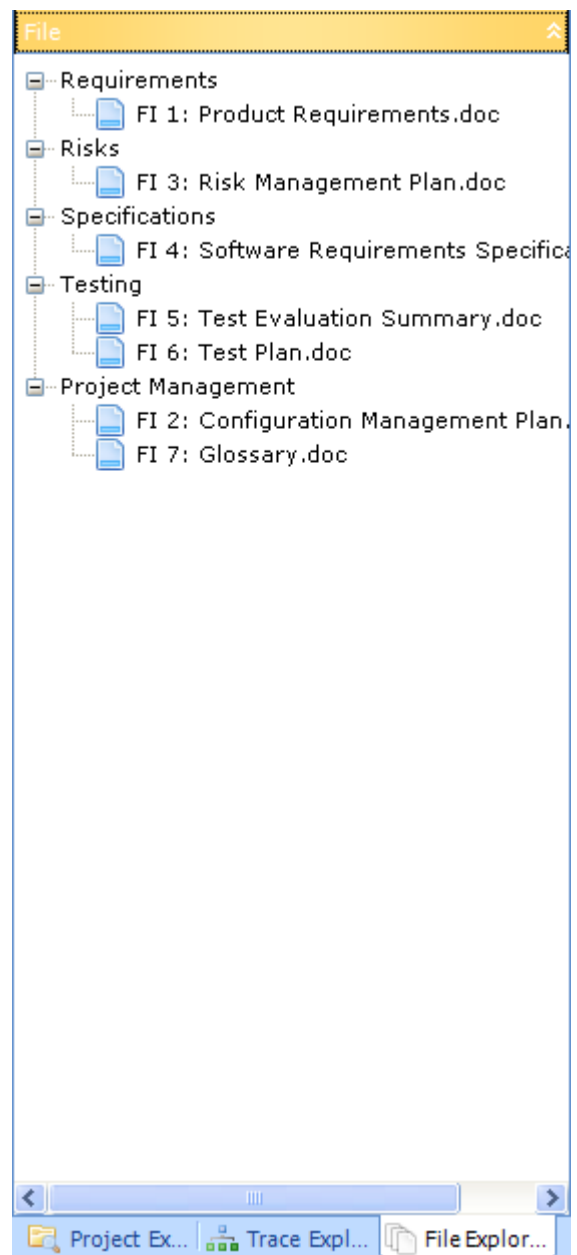 File
Requirements
FI 1: Product Requirements.doc
Risks
FI 3: Risk Management Plan.doc
Specifications
FI 4: Software Requirements Specifica
Testing
FI 5: Test Evaluation Summary.doc
FI 6: Test Plan.doc
Project Management
FI 2: Configuration Management Plan.
FI 7: Glossary.doc
Project Ex... Trace Expl... File Explor...